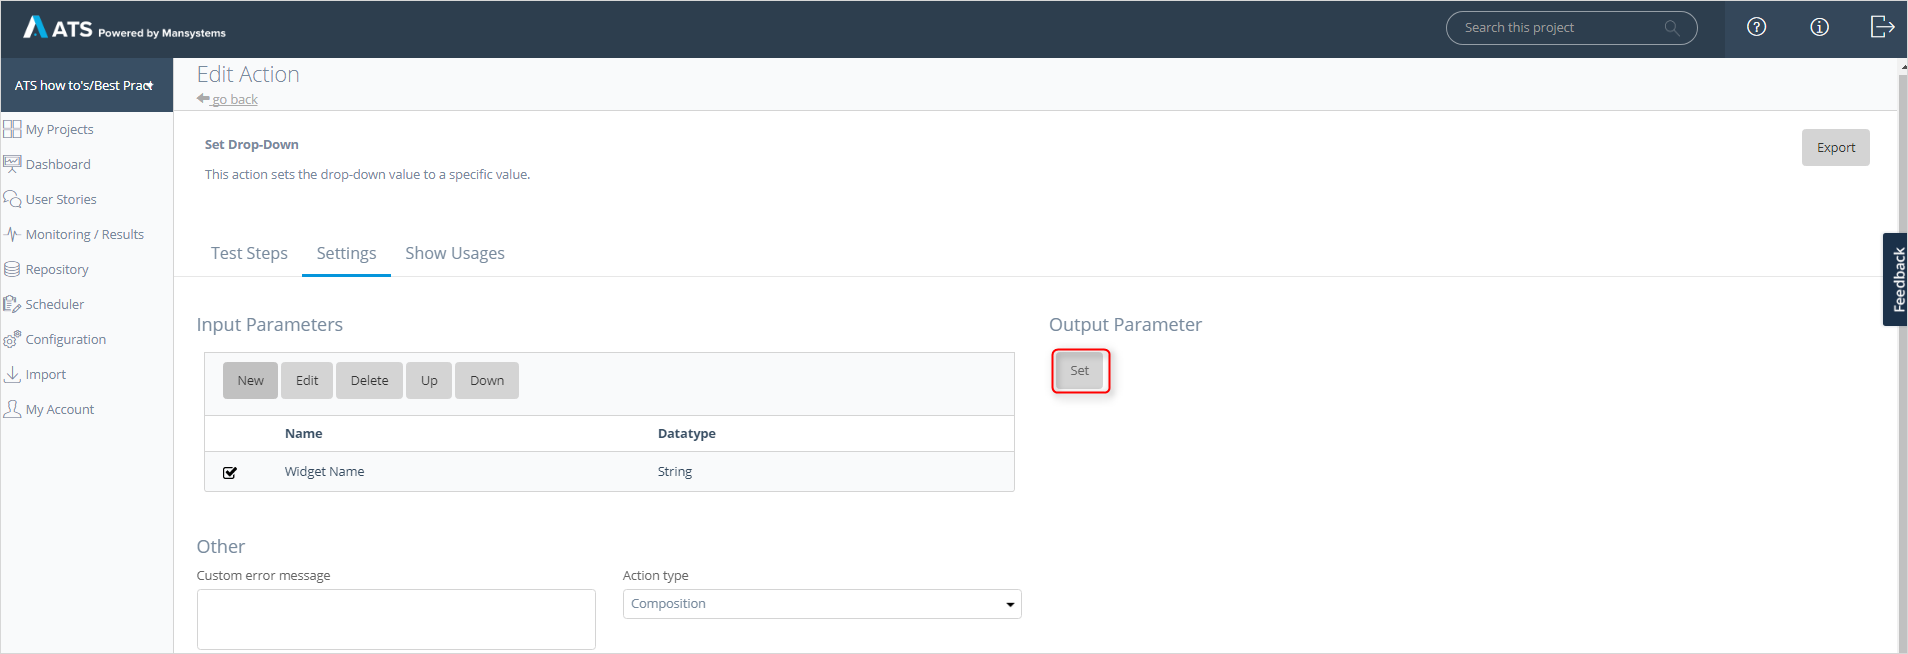 ATS Powered by Mansystems
Search this project
ATS how to's/Best Pract
Edit Action
go back
My Projects
Dashboard
User Stories
Monitoring / Results
Repository
Scheduler
Configuration
Import
My Account
Set Drop-Down
This action sets the drop-down value to a specific value.
Export
Test Steps Settings Show Usages
Feedback
Input Parameters
New Edit Delete Up Down
Name Datatype
Widget Name String
Output Parameter
Set
Other
Custom error message
Action type
Composition